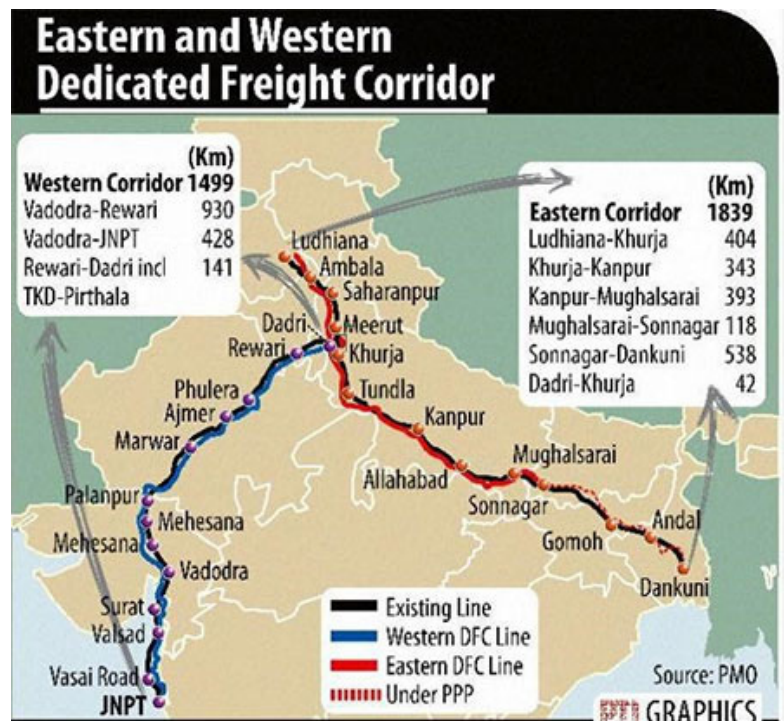 Eastern and Western
Dedicated Freight Corridor
(Km)
Western Corridor 1499
Vadodra-Rewari 930
Vadodra-JNPT 428
Rewari-Dadri incl 141
TKD-Pirthala
(Km)
Eastern Corridor 1839
Ludhiana-Khurja 404
Khurja-Kanpur 343
Kanpur-Mughalsarai 393
Mughalsarai-Sonnagar 118
Sonnagar-Dankuni 538
Dadri-Khurja 42
Ludhiana
Ambala
Saharanpur
Dadri
Meerut
Rewari
Khurja
Phulera
Tundla
Ajmer
Kanpur
Marwar
Allahabad
Mughalsarai
Palanpur
Sonnagar
Mehesana
Andal
Mehesana
Gomoh
Vadodra
Dankuni
Surat
Valsad
Vasai Road
JNPT
Existing Line
Western DFC Line
Eastern DFC Line
Under PPP
Source: PMO
GRAPHICS